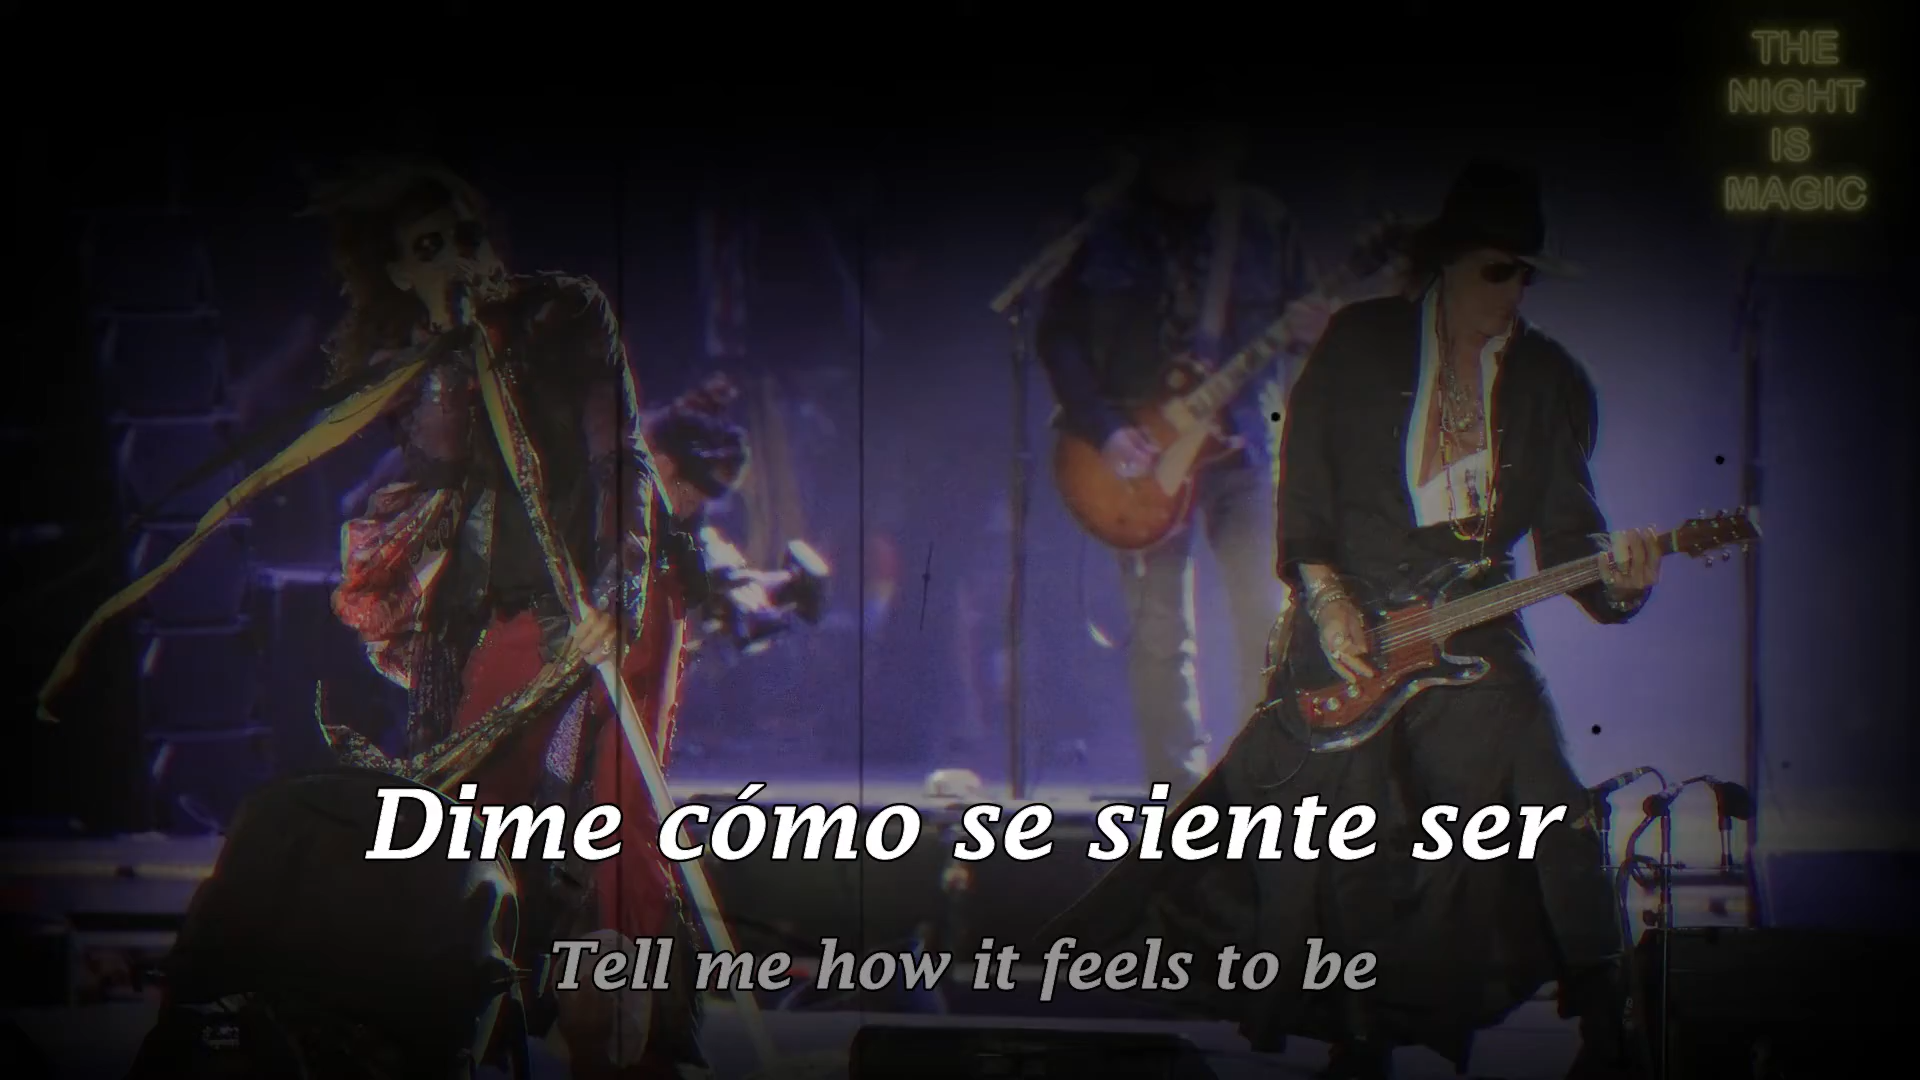 THE
NIGHT
IS
MAGIC
Dime cómo se siente ser
Tell me how it feels to be